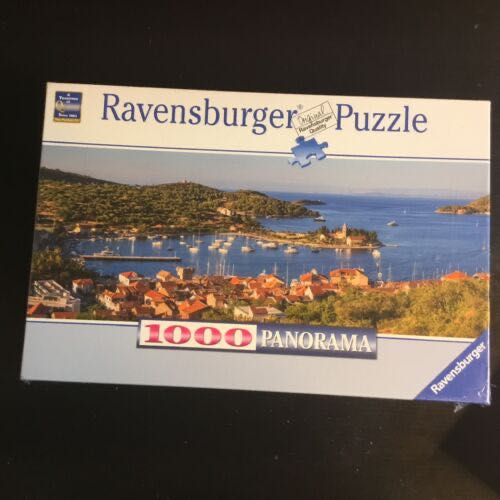 Ravensburger® Puzzle
Original
Ravensburger
Quality
1000 PANORAMA
Ravensburger